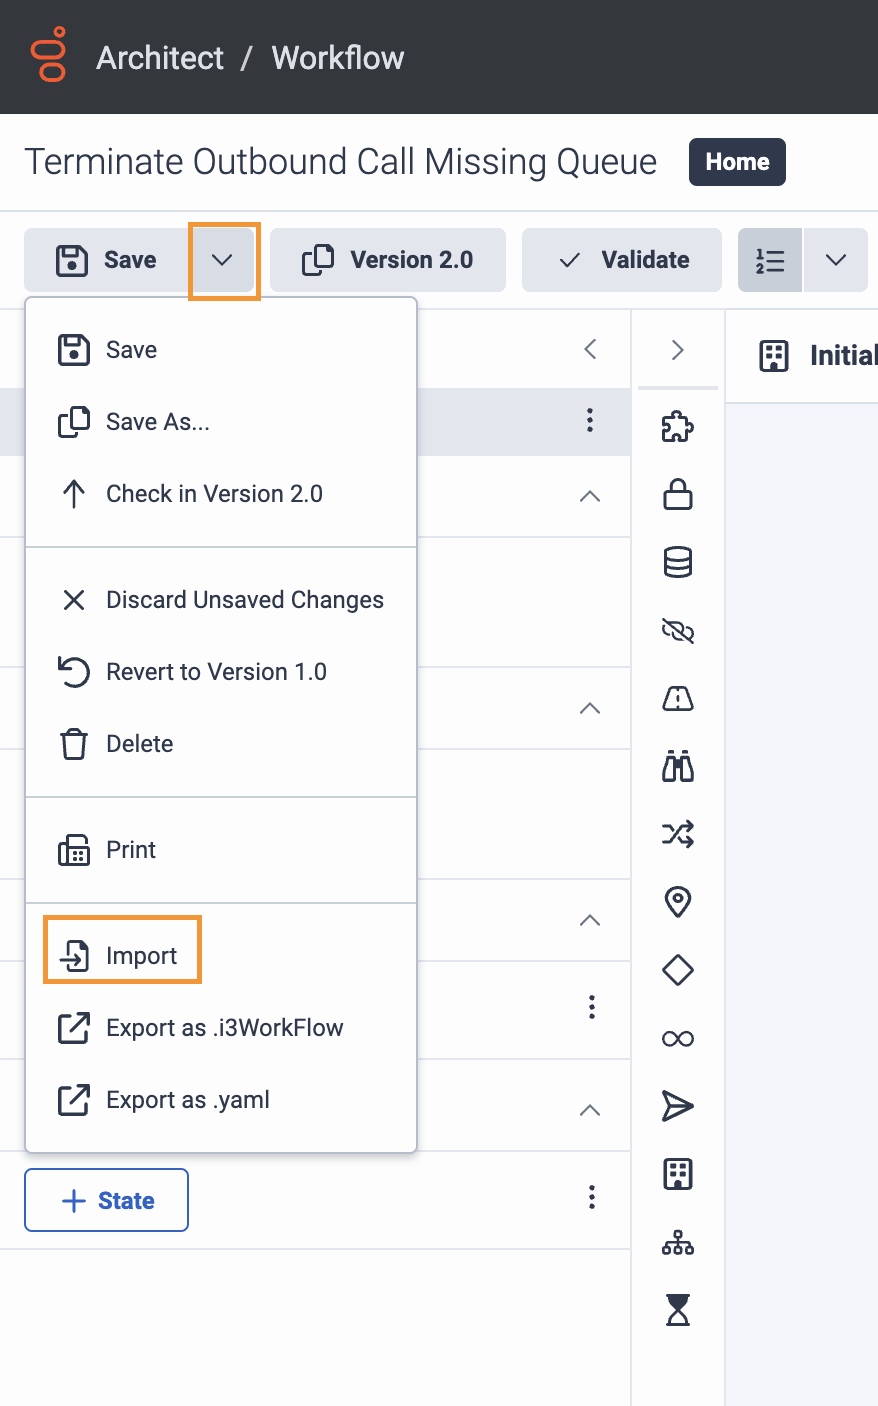 Architect / Workflow
Terminate Outbound Call Missing Queue Home
Save Version 2.0 Validate
Save
Initial
Save As...
Check in Version 2.0
Discard Unsaved Changes
Revert to Version 1.0
Delete
Print
Import
Export as .i3WorkFlow
Export as .yaml
+ State